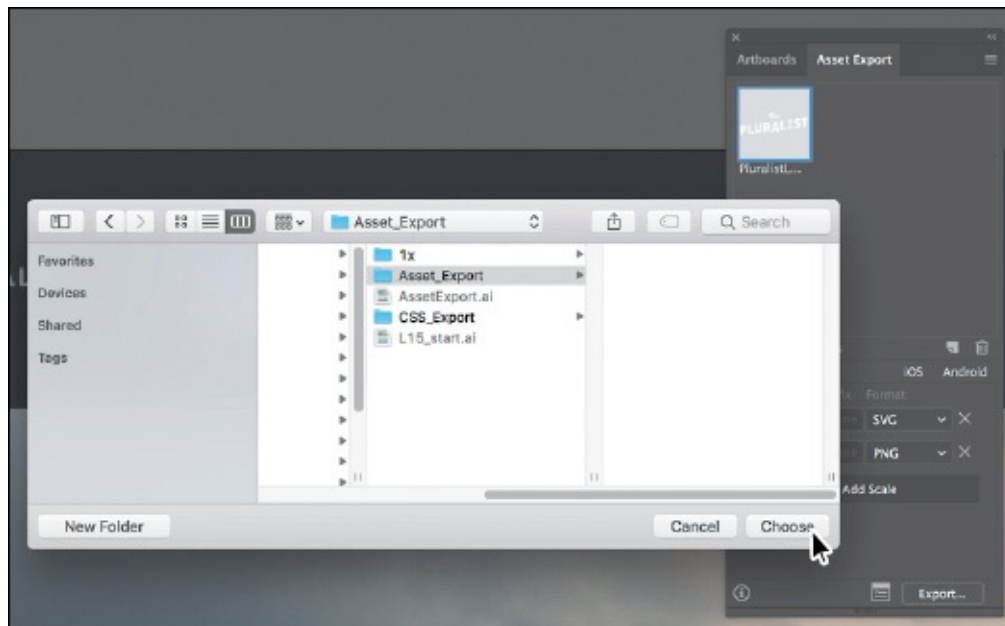 Artboards Asset Export
PLURALIST
PluralistL...
Asset_Export
Search
Favorites
Devices
Shared
Tags
1x
Asset_Export
AssetExport.ai
CSS_Export
L15_start.ai
iOS Android
Format
SVG
PNG
Add Scale
New Folder
Cancel
Choose
Export...